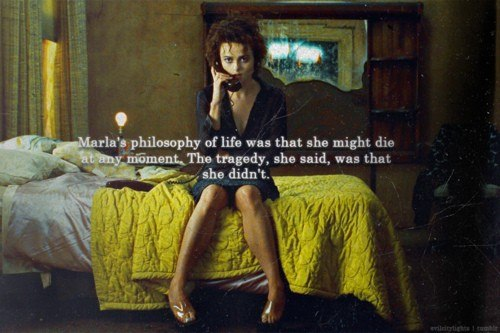 Marla's philosophy of life was that she might die
at any moment. The tragedy, she said, was that
she didn't.